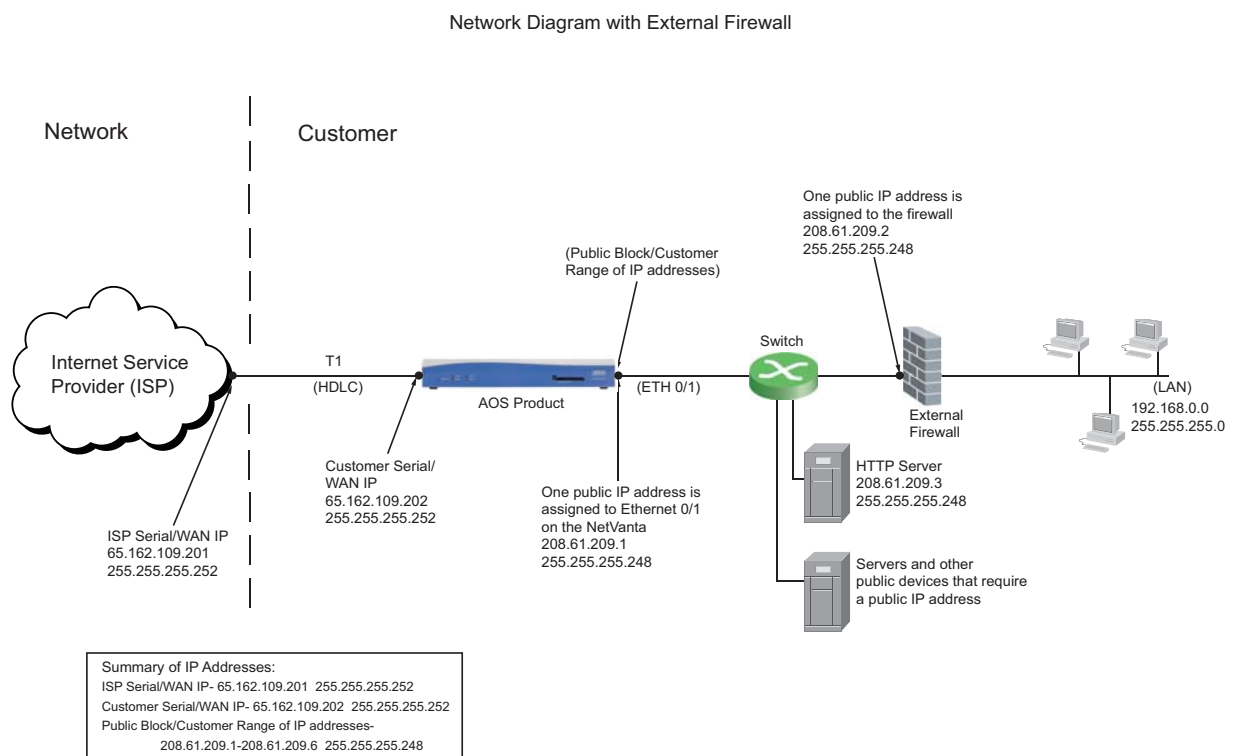 Network Diagram with External Firewall
Network
Customer
One public IP address is
assigned to the firewall
208.61.209.2
255.255.255.248
(Public Block/Customer
Range of IP addresses)
Internet Service
Provider (ISP)
T1
(HDLC)
AOS Product
(ETH 0/1)
Switch
External
Firewall
(LAN)
192.168.0.0
255.255.255.0
ISP Serial/WAN IP
65.162.109.201
255.255.255.252
Customer Serial/
WAN IP
65.162.109.202
255.255.255.252
One public IP address is
assigned to Ethernet 0/1
on the NetVanta
208.61.209.1
255.255.255.248
HTTP Server
208.61.209.3
255.255.255.248
Servers and other
public devices that require
a public IP address
Summary of IP Addresses:
ISP Serial/WAN IP- 65.162.109.201 255.255.255.252
Customer Serial/WAN IP- 65.162.109.202 255.255.255.252
Public Block/Customer Range of IP addresses-
208.61.209.1-208.61.209.6 255.255.255.248